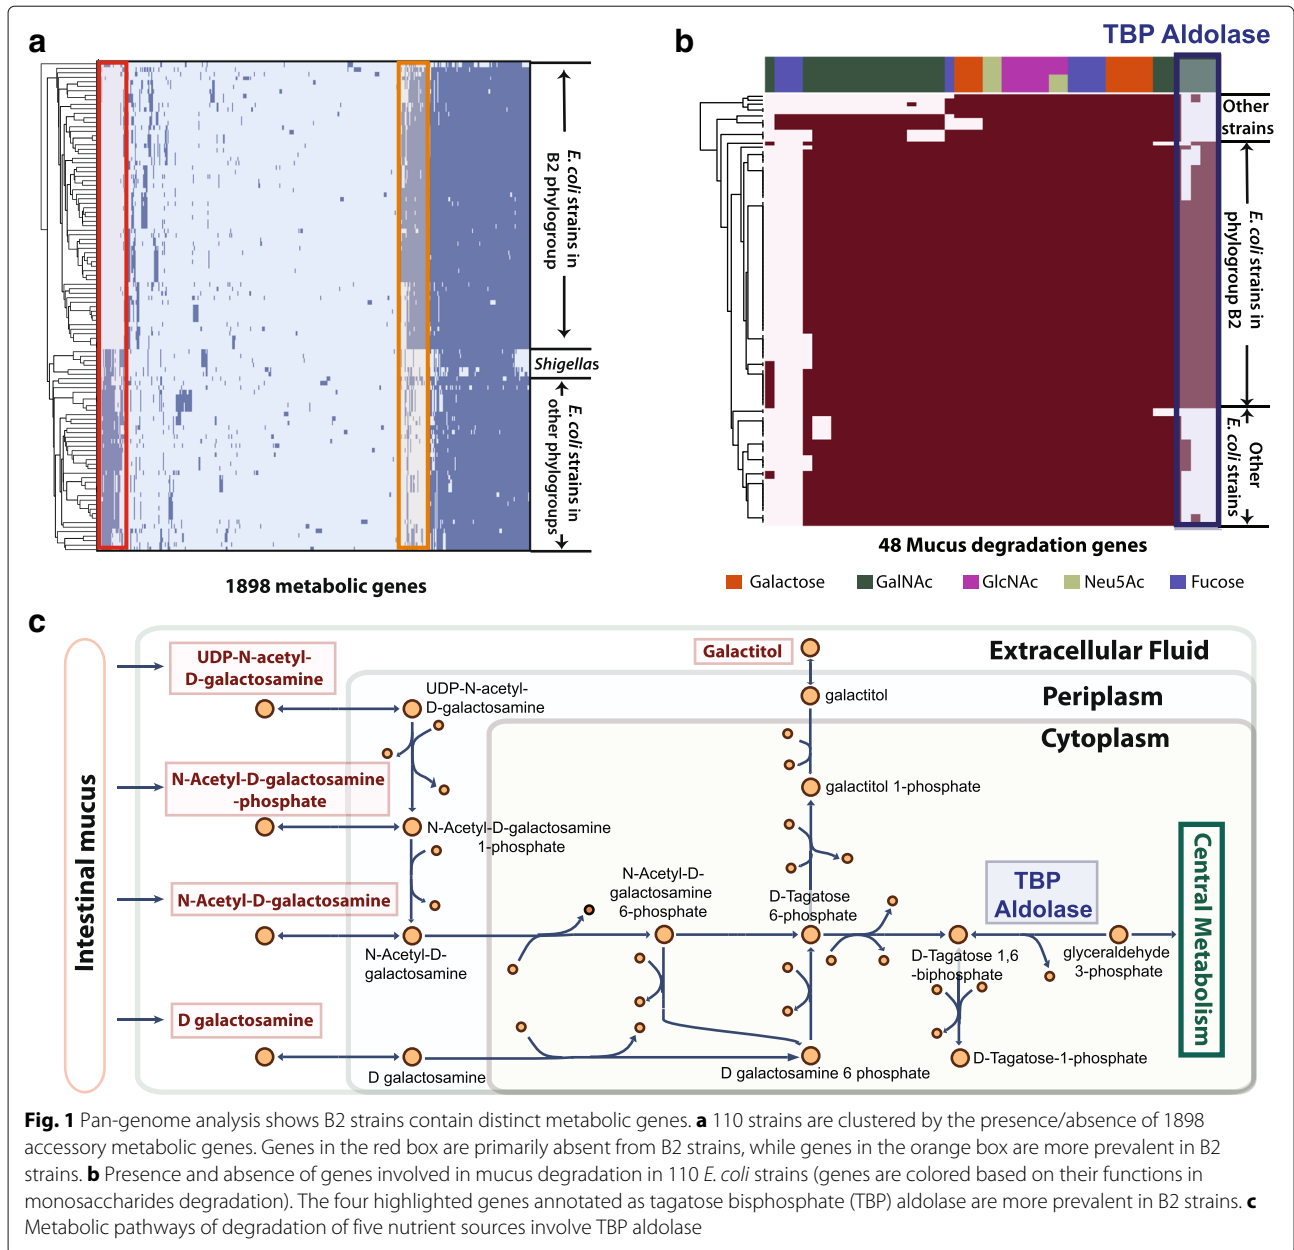 a
E. coli strains in
B2 phylogroup
Shigellas
E. coli strains in
other phylogroups
1898 metabolic genes
b
TBP Aldolase
Other
strains
E. coli strains in
phylogroup B2
Other
E. coli strains
48 Mucus degradation genes
Galactose
GalNAc
GlcNAc
Neu5Ac
Fucose
c
Intestinal mucus
UDP-N-acetyl-
D-galactosamine
N-Acetyl-D-galactosamine
-phosphate
N-Acetyl-D-galactosamine
D galactosamine
Galactitol
Extracellular Fluid
Periplasm
Cytoplasm
UDP-N-acetyl-
D-galactosamine
galactitol
galactitol 1-phosphate
N-Acetyl-D-galactosamine
1-phosphate
N-Acetyl-D-
galactosamine
6-phosphate
D-Tagatose
6-phosphate
TBP
Aldolase
N-Acetyl-D-
galactosamine
D-Tagatose 1,6
-biphosphate
glyceraldehyde
3-phosphate
Central Metabolism
D galactosamine
D galactosamine 6 phosphate
D-Tagatose-1-phosphate
Fig. 1 Pan-genome analysis shows B2 strains contain distinct metabolic genes. a 110 strains are clustered by the presence/absence of 1898
accessory metabolic genes. Genes in the red box are primarily absent from B2 strains, while genes in the orange box are more prevalent in B2
strains. b Presence and absence of genes involved in mucus degradation in 110 E. coli strains (genes are colored based on their functions in
monosaccharides degradation). The four highlighted genes annotated as tagatose bisphosphate (TBP) aldolase are more prevalent in B2 strains. c
Metabolic pathways of degradation of five nutrient sources involve TBP aldolase